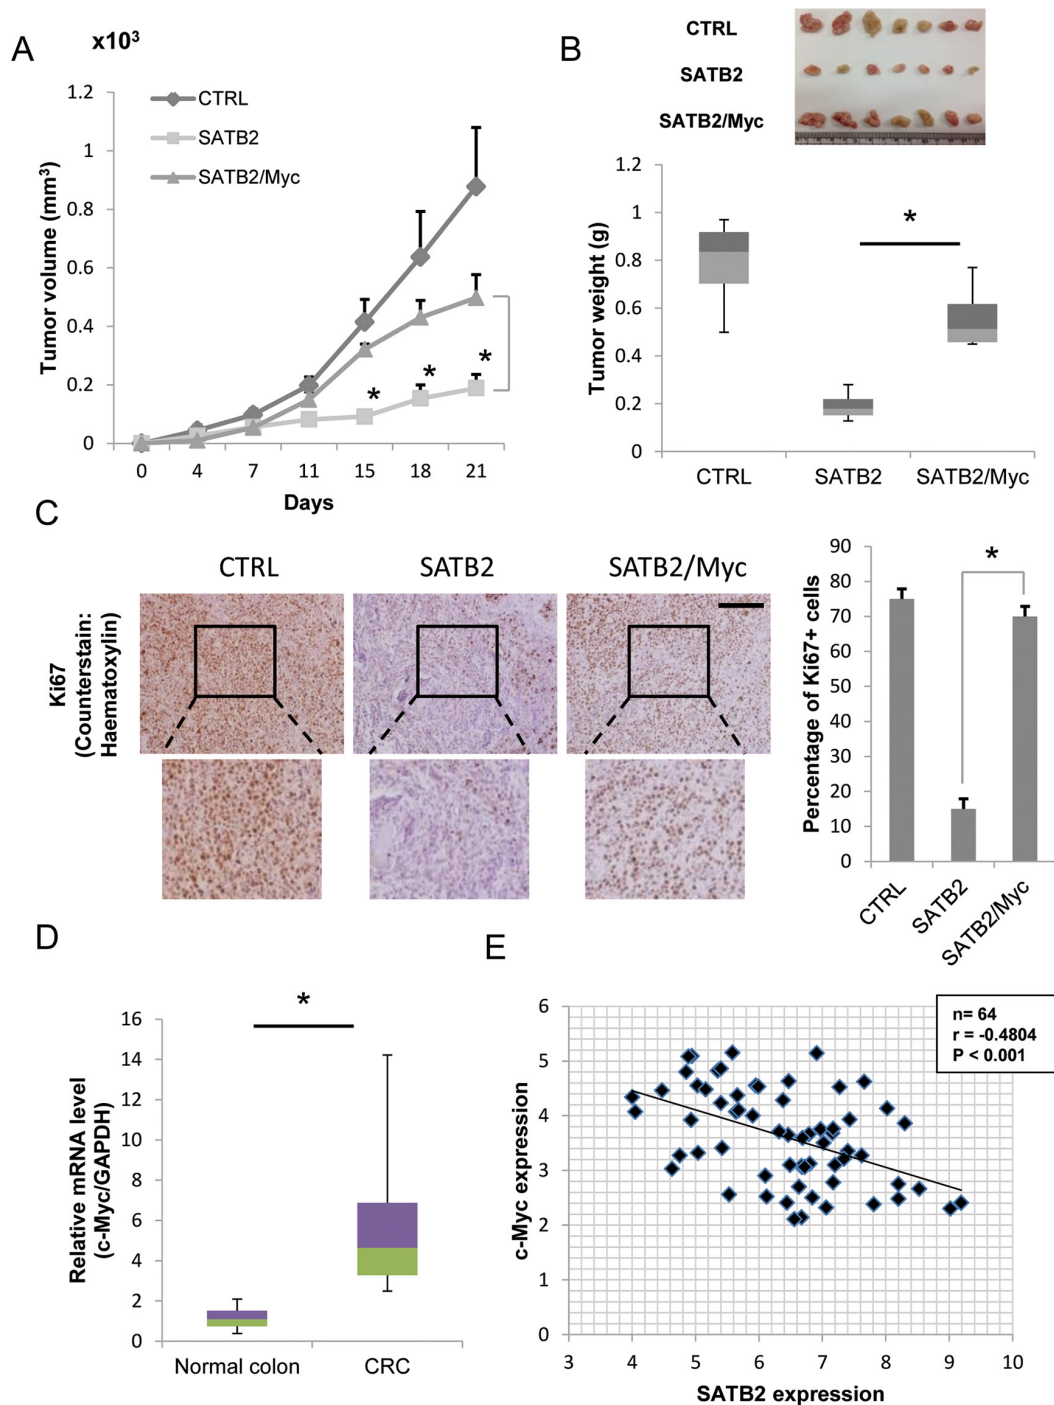 A
x10³
1.2
1
0.8
0.6
0.4
0.2
0
Tumor volume (mm³)
CTRL
SATB2
SATB2/Myc
*
*
*
0 4 7 11 15 18 21
Days
B
CTRL
SATB2
SATB2/Myc
1.2
1
0.8
0.6
0.4
0.2
0
Tumor weight (g)
*
CTRL SATB2 SATB2/Myc
C
CTRL SATB2 SATB2/Myc
Ki67
(Counterstain:
Haematoxylin)
Percentage of Ki67+ cells
90
80
70
60
50
40
30
20
10
0
*
CTRL
SATB2
SATB2/Myc
D
Relative mRNA level
(c-Myc/GAPDH)
16
14
12
10
8
6
4
2
0
*
Normal colon CRC
E
c-Myc expression
6
5
4
3
2
1
0
n= 64
r = -0.4804
P < 0.001
3 4 5 6 7 8 9 10
SATB2 expression